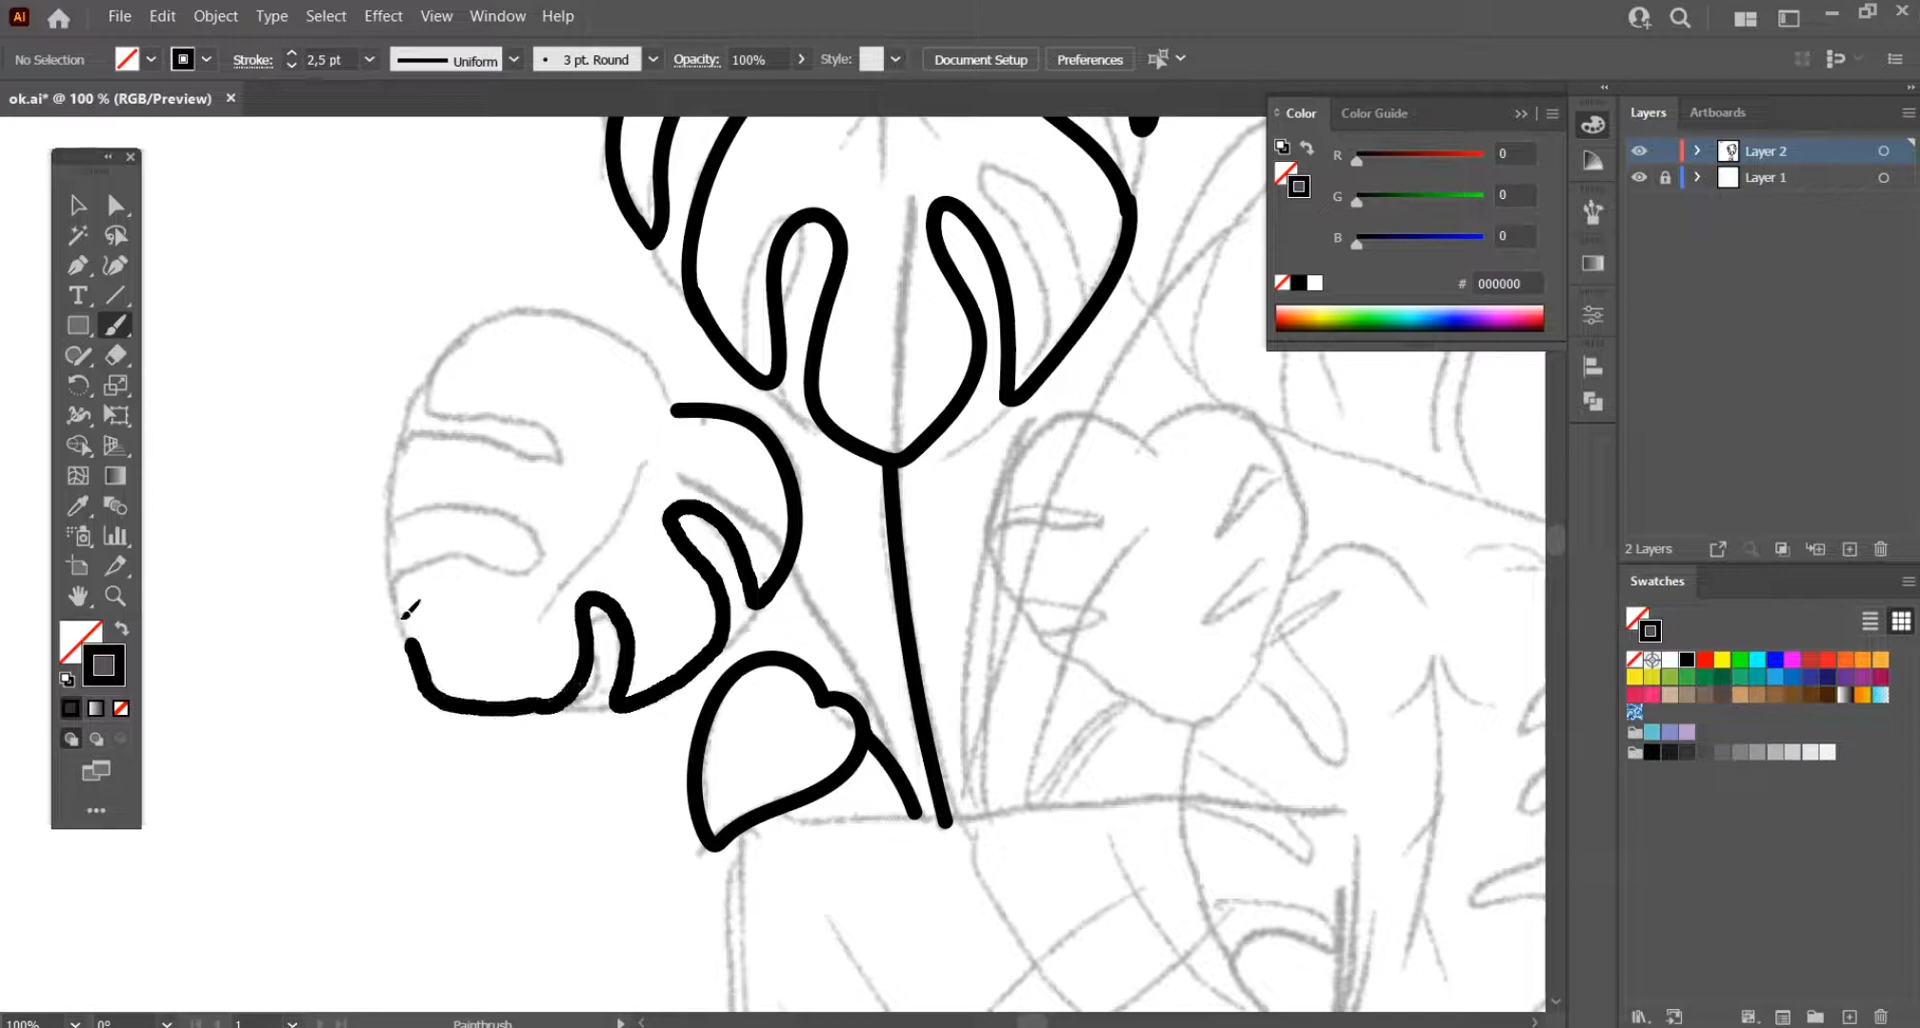 Ai File Edit Object Type Select Effect View Window Help
No Selection Stroke: 2,5 pt Uniform 3 pt. Round Opacity: 100% Style: Document Setup Preferences
ok.ai* @ 100 % (RGB/Preview)
Color Color Guide
R 0
G 0
B 0
# 000000
Layers Artboards
Layer 2
Layer 1
2 Layers
Swatches
100% 0° 1 Paintbrush